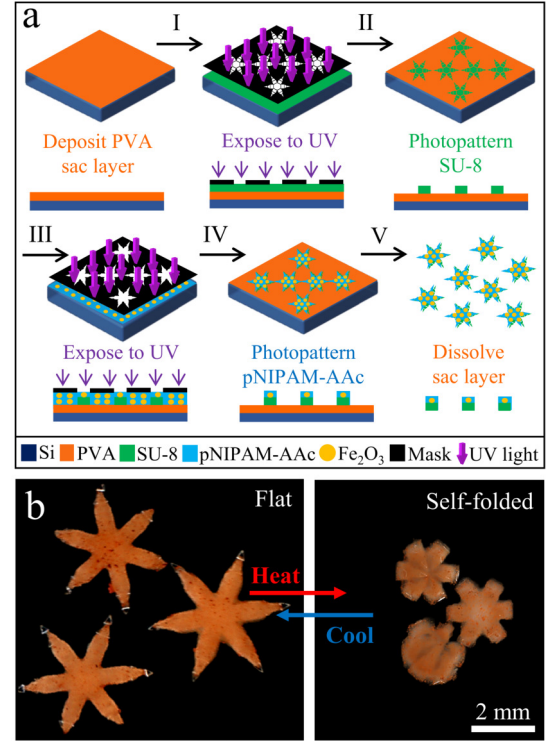 a
I
II
Deposit PVA
sac layer
Expose to UV
Photopattern
SU-8
III
IV
V
Expose to UV
Photopattern
pNIPAM-AAc
Dissolve
sac layer
Si PVA SU-8 pNIPAM-AAc Fe₂O₃ Mask UV light
b
Flat
Self-folded
Heat
Cool
2 mm